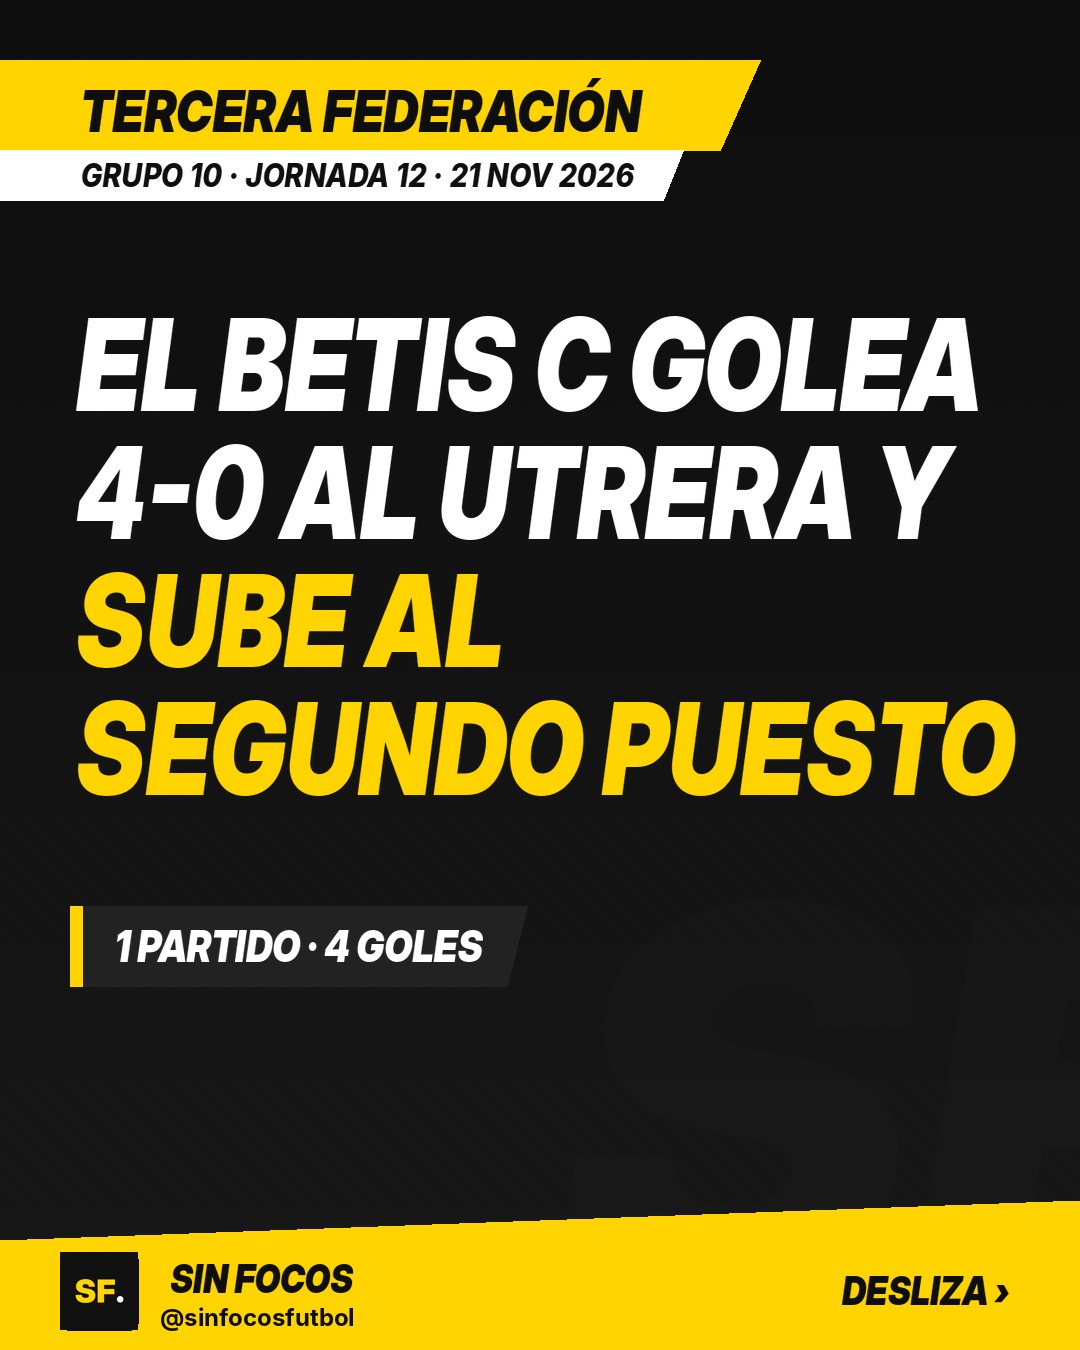 TERCERA FEDERACIÓN
GRUPO 10 · JORNADA 12 · 21 NOV 2026
EL BETIS C GOLEA
4-0 AL UTRERA Y
SUBE AL
SEGUNDO PUESTO
1 PARTIDO · 4 GOLES
SF
SF.
SIN FOCOS
@sinfocosfutbol
DESLIZA ›